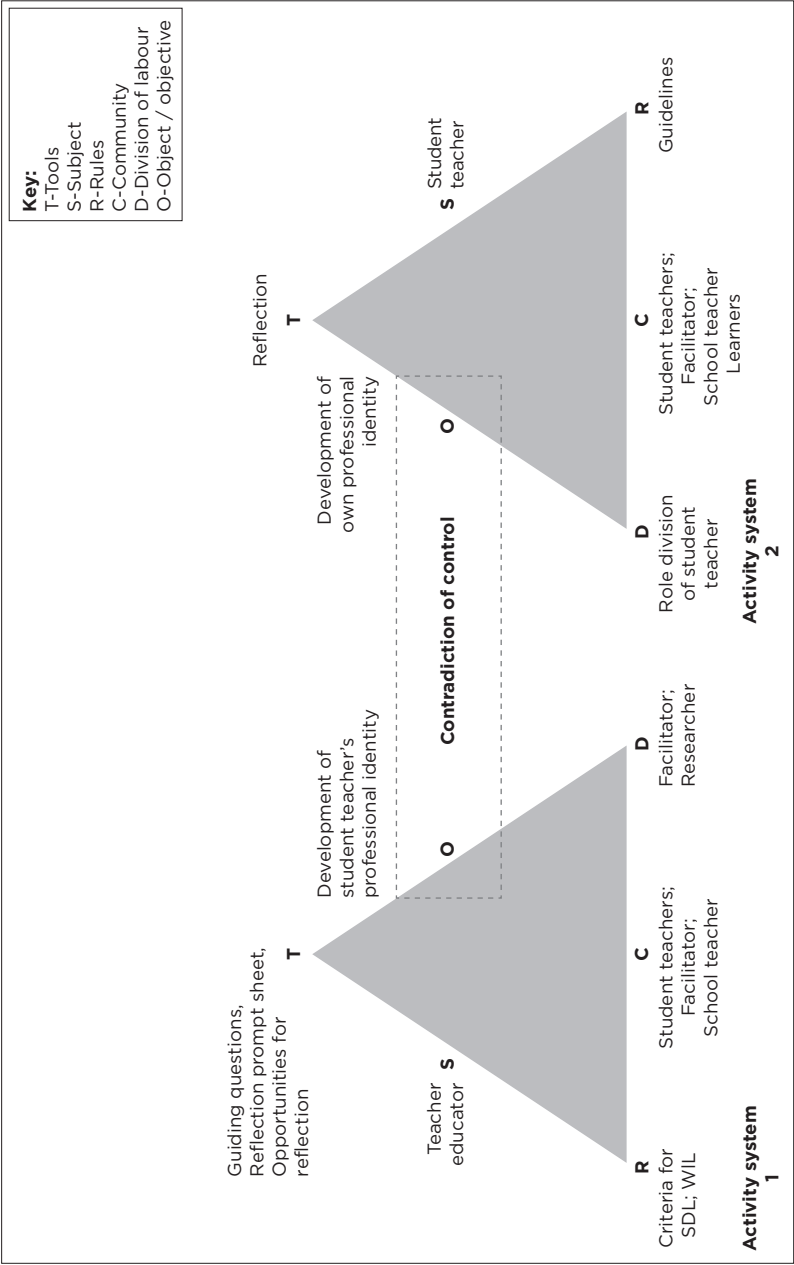 Key:
T-Tools
S-Subject
R-Rules
C-Community
D-Division of labour
O-Object / objective
Guiding questions,
Reflection prompt sheet,
Opportunities for
reflection
T
Teacher
educator
S
Development of
student teacher's
professional identity
O
R
Criteria for
SDL; WIL
C
Student teachers;
Facilitator;
School teacher
D
Facilitator;
Researcher
Activity system
1
Contradiction of control
Reflection
T
Development of
own professional
identity
O
S
Student
teacher
D
Role division
of student
teacher
C
Student teachers;
Facilitator;
School teacher
Learners
R
Guidelines
Activity system
2